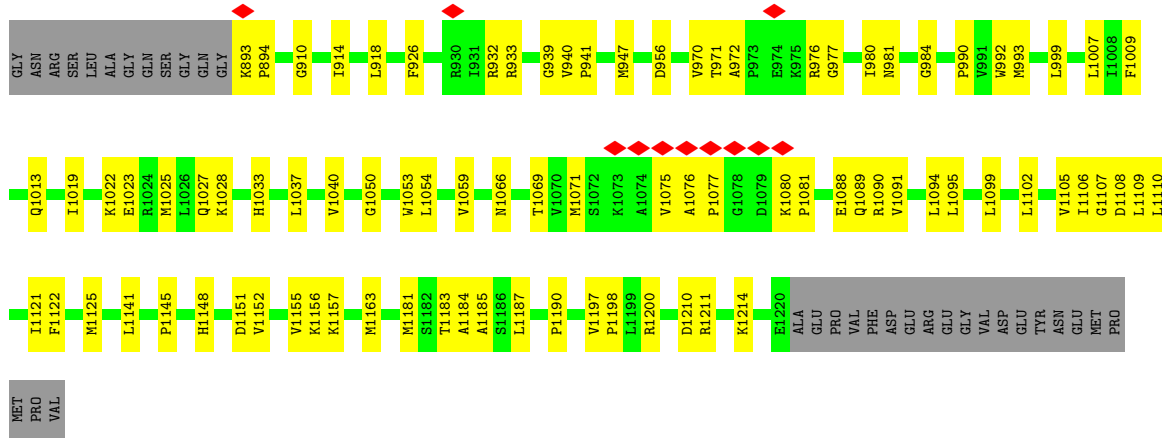 GLY ASN ARG SER LEU ALA GLY GLN SER GLY GLN GLY K893 P894 G910 I914 L918 F926 R930 I931 R932 R933 G939 V940 P941 M947 D956 V970 T971 A972 P973 E974 K975 R976 G977 I980 N981 G984 P990 V991 W992 M993 L999 L1007 I1008 F1009
Q1013 I1019 K1022 E1023 R1024 M1025 L1026 Q1027 K1028 H1033 L1037 V1040 G1050 W1053 L1054 V1059 N1066 T1069 V1070 M1071 S1072 K1073 A1074 V1075 A1076 P1077 G1078 D1079 K1080 P1081 E1088 Q1089 R1090 V1091 L1094 L1095 L1099 L1102 V1105 I1106 G1107 D1108 L1109 L1110
I1121 F1122 M1125 L1141 P1145 H1148 D1151 V1152 V1155 K1156 K1157 M1163 M1181 S1182 T1183 A1184 A1185 S1186 L1187 P1190 V1197 P1198 L1199 R1200 D1210 R1211 K1214 E1220 ALA GLU PRO VAL PHE ASP GLU ARG GLU GLY VAL ASP GLU TYR ASN GLU MET PRO
MET PRO VAL